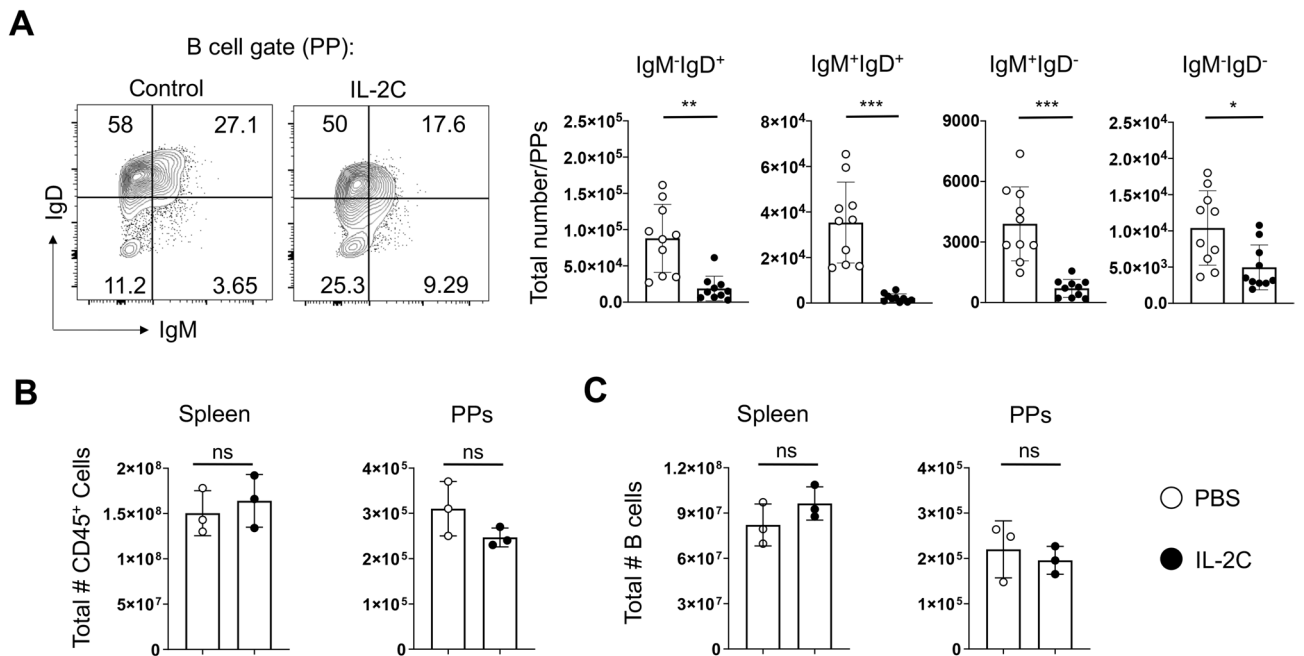 A
B cell gate (PP):
Control
IL-2C
58
27.1
11.2
3.65
50
17.6
25.3
9.29
IgD
IgM
Total number/PPs
IgM⁻IgD⁺
**
2.5×10⁵
2.0×10⁵
1.5×10⁵
1.0×10⁵
5.0×10⁴
0.0
IgM⁺IgD⁺
***
8×10⁴
6×10⁴
4×10⁴
2×10⁴
0
IgM⁺IgD⁻
***
9000
6000
3000
0
IgM⁻IgD⁻
*
2.5×10⁴
2.0×10⁴
1.5×10⁴
1.0×10⁴
5.0×10³
0.0
B
Total # CD45⁺ Cells
Spleen
ns
2×10⁸
1.5×10⁸
1×10⁸
5×10⁷
0
PPs
ns
4×10⁵
3×10⁵
2×10⁵
1×10⁵
0
C
Total # B cells
Spleen
ns
1.2×10⁸
9×10⁷
6×10⁷
3×10⁷
0
PPs
ns
4×10⁵
3×10⁵
2×10⁵
1×10⁵
0
PBS
IL-2C